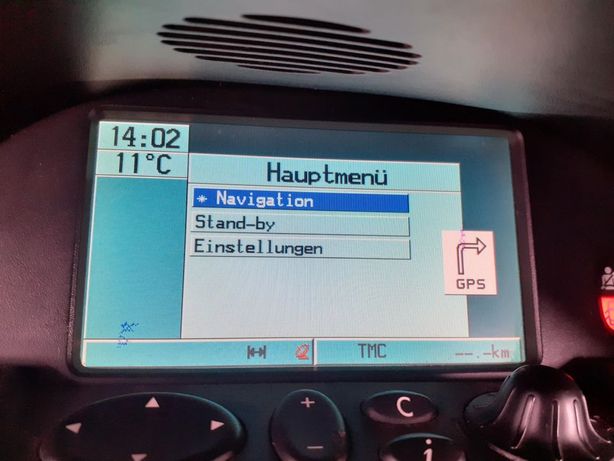 14:02
11°C
Hauptmenü
* Navigation
Stand-by
Einstellungen
GPS
TMC --.-km
+
C
–
i